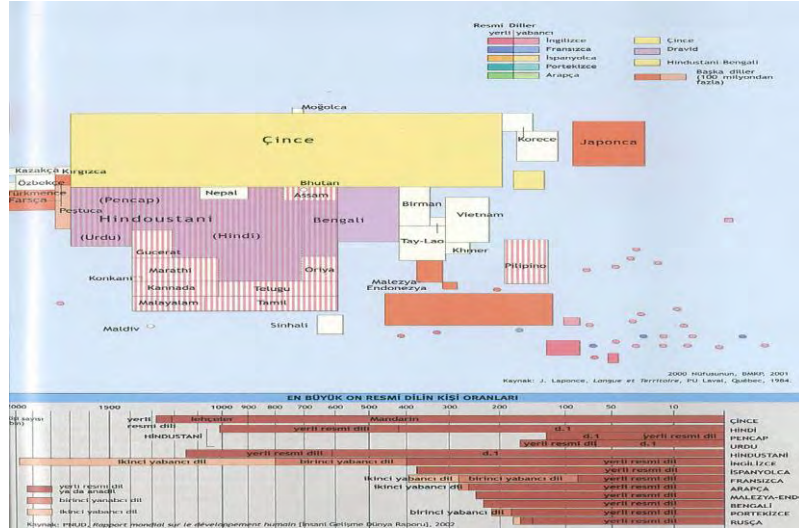 Resmi Diller
yerli yabancı
İngilizce
Fransızca
İspanyolca
Portekizce
Arapça
Çince
Dravid
Hindustani-Bengali
Başka diller
(100 milyondan
fazla)
Moğolca
Çince
Korece
Japonca
Kazakça
Kırgızca
Özbekçe
Türkmence
Farsça
Peştuca
(Pencap)
Nepal
Bhutan
Assam
Hindoustani
Bengali
(Urdu)
(Hindi)
Birman
Vietnam
Tay-Lao
Khmer
Gucerat
Marathi
Oriya
Pilipino
Konkani
Kannada
Telugu
Malezya
Endonezya
Malayalam
Tamil
Maldiv
Sinhali
2000 Nüfusunun, BMKP, 2001
Kaynak: J. Laponce, Langue et Territoire, PU Laval, Québec, 1984.
EN BÜYÜK ON RESMİ DİLİN KİŞİ ORANLARI
1500 1000 900 800 700 600 500 400 300 200 100 50 10
yerli
resmi dili
lehçeler
Mandarin
ÇİNCE
yerli resmi dil
d.1
HİNDİ
HİNDUSTANİ
d.1
yerli resmi dil
PENCAP
yerli resmi dil
d.1
URDU
yerli resmi dil
d.1
HİNDUSTANİ
ikinci yabancı dil
birinci yabancı dil
yerli resmi dil
İNGİLİZCE
yerli resmi dil
İSPANYOLCA
ikinci yabancı dil
birinci yabancı dil
yerli resmi dil
FRANSIZCA
ikinci yabancı dil
yerli resmi dil
ARAPÇA
yerli resmi dil
MALEZYA-END
yerli resmi dil
BENGALİ
birinci yabancı dil
yerli resmi dil
PORTEKİZCE
yerli resmi dil
RUSÇA
yerli resmi dil
ya da anadil
birinci yabancı dil
ikinci yabancı dil
Kaynak: PNUD, Rapport mondial sur le développement humain [İnsani Gelişme Dünya Raporu], 2002